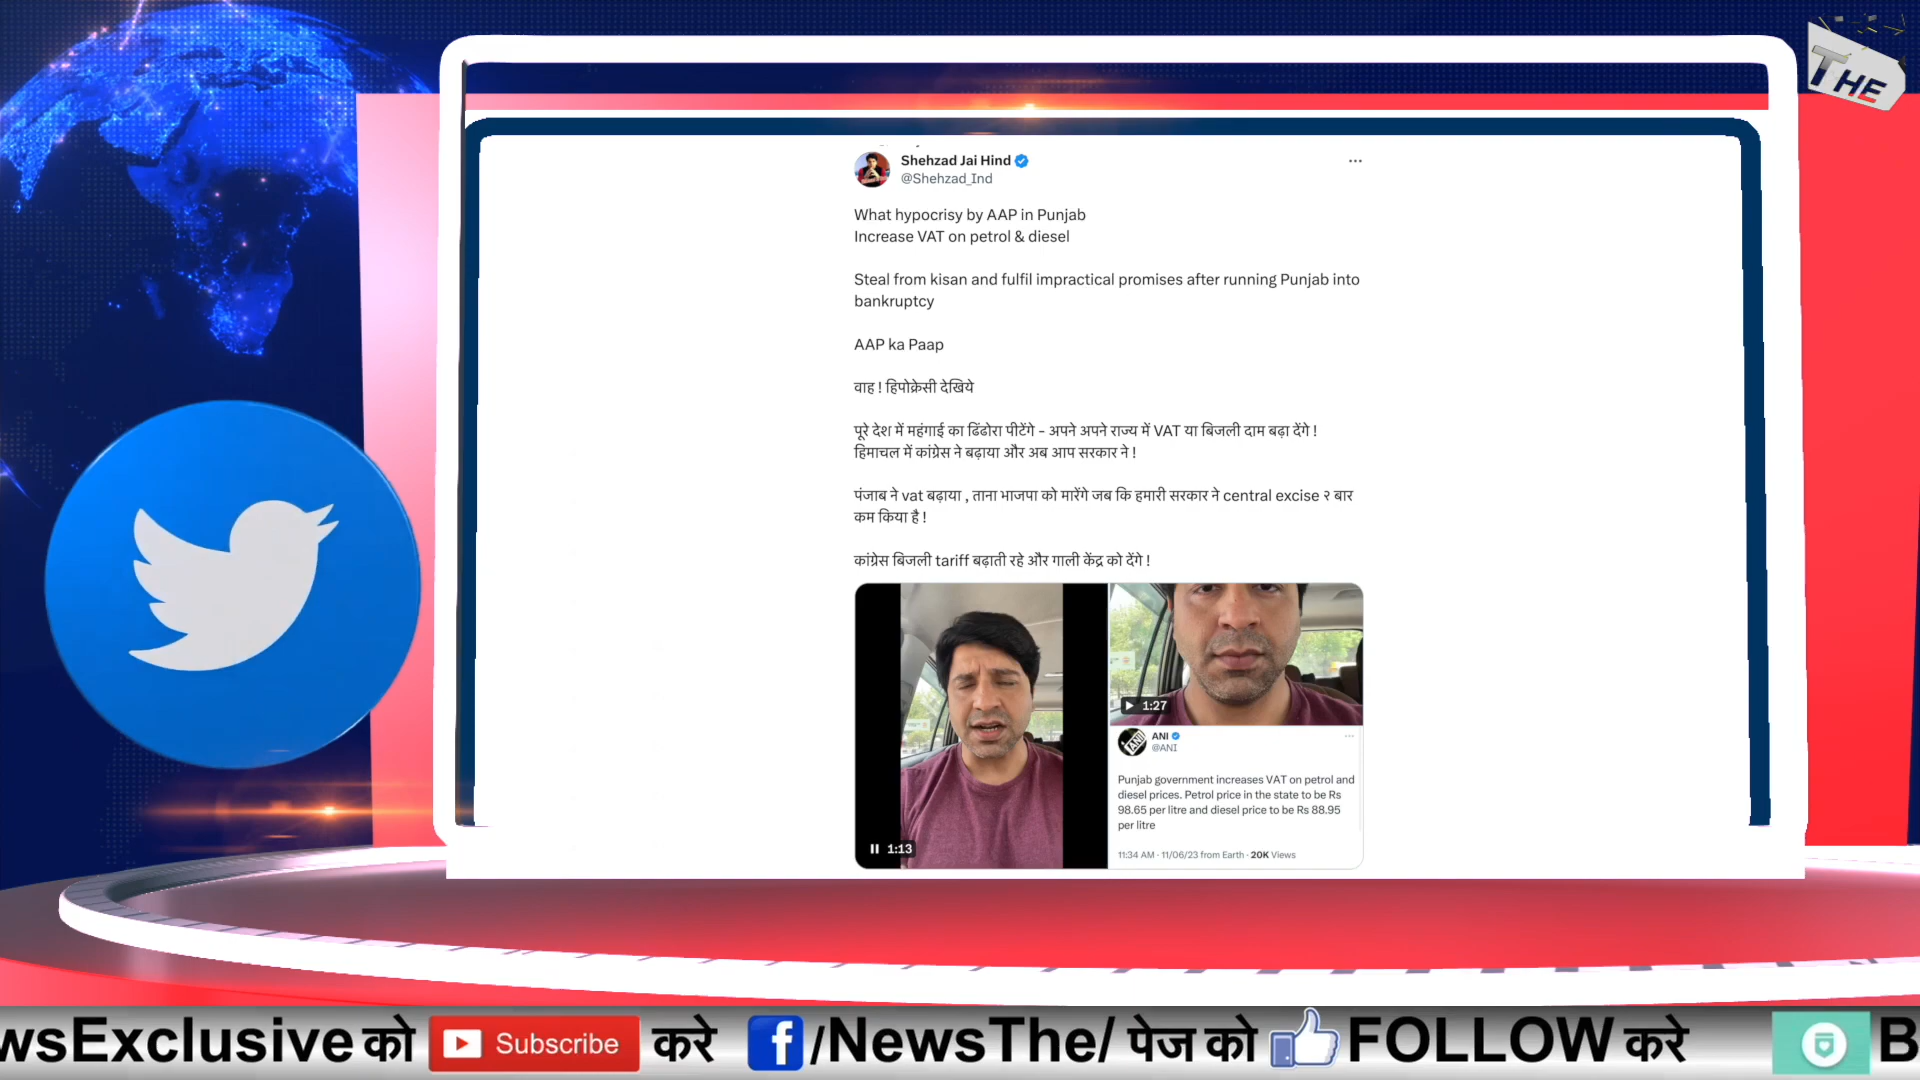 THE
Shehzad Jai Hind
@Shehzad_Ind
What hypocrisy by AAP in Punjab
Increase VAT on petrol & diesel
Steal from kisan and fulfil impractical promises after running Punjab into
bankruptcy
AAP ka Paap
वाह ! हिपोक्रेसी देखिये
पूरे देश में महंगाई का ढिंढोरा पीटेंगे - अपने अपने राज्य में VAT या बिजली दाम बढ़ा देंगे !
हिमाचल में कांग्रेस ने बढ़ाया और अब आप सरकार ने !
पंजाब ने vat बढ़ाया , ताना भाजपा को मारेंगे जब कि हमारी सरकार ने central excise २ बार
कम किया है !
कांग्रेस बिजली tariff बढ़ाती रहे और गाली केंद्र को देंगे !
1:13
1:27
ANI
@ANI
Punjab government increases VAT on petrol and
diesel prices. Petrol price in the state to be Rs
98.65 per litre and diesel price to be Rs 88.95
per litre
11:34 AM · 11/06/23 from Earth · 20K Views
wsExclusive को Subscribe करे f/NewsThe/ पेज को FOLLOW करे B